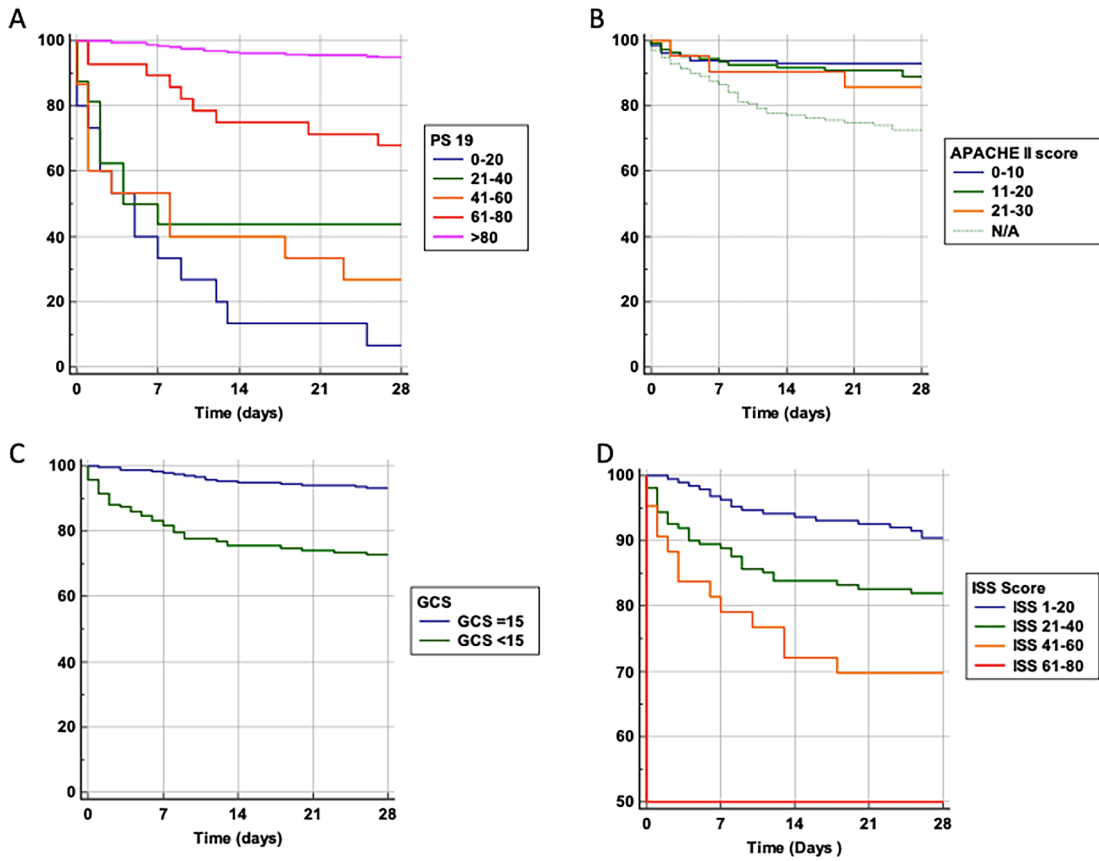 A
100
80
60
40
20
0
0 7 14 21 28
Time (days)
PS 19
0-20
21-40
41-60
61-80
>80
B
100
80
60
40
20
0
0 7 14 21 28
Time (days)
APACHE II score
0-10
11-20
21-30
N/A
C
100
80
60
40
20
0
0 7 14 21 28
Time (days)
GCS
GCS =15
GCS <15
D
100
90
80
70
60
50
0 7 14 21 28
Time (Days )
ISS Score
ISS 1-20
ISS 21-40
ISS 41-60
ISS 61-80